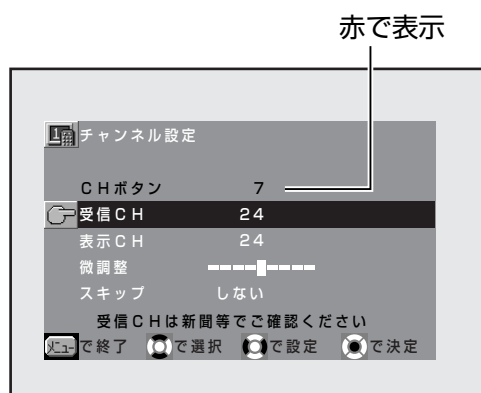 赤で表示
チャンネル設定
CHボタン 7
受信CH 24
表示CH 24
微調整
スキップ しない
受信CHは新聞等でご確認ください
メニューで終了 で選択 で設定 で決定